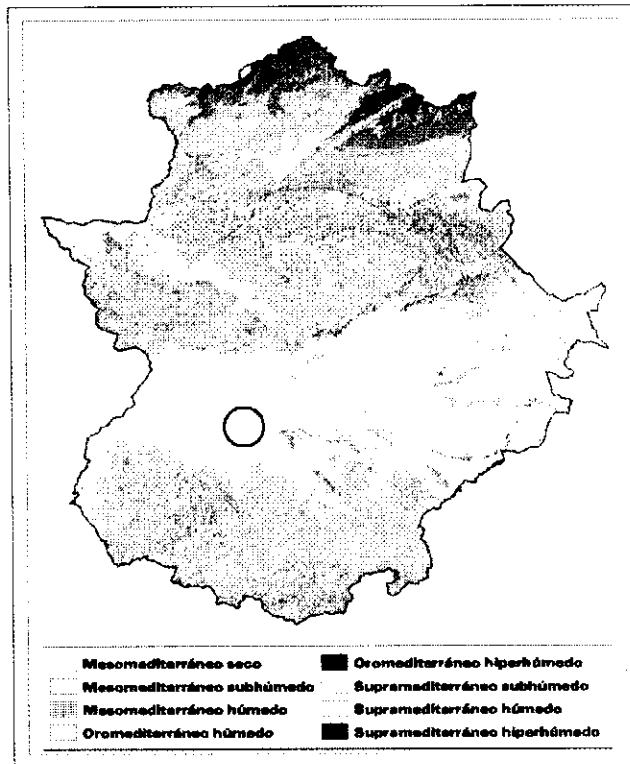 Mesomediterráneo seco
Mesomediterráneo subhúmedo
Mesomediterráneo húmedo
Oromediterráneo húmedo
Oromediterráneo hiperhúmedo
Supramediterráneo subhúmedo
Supramediterráneo húmedo
Supramediterráneo hiperhúmedo